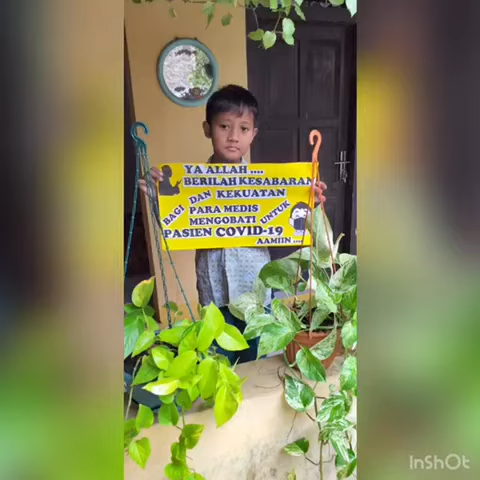 YA ALLAH ....
BERILAH KESABARAN
BAGI DAN KEKUATAN
PARA MEDIS UNTUK
MENGOBATI
PASIEN COVID-19
AAMIIN ....
InShOt